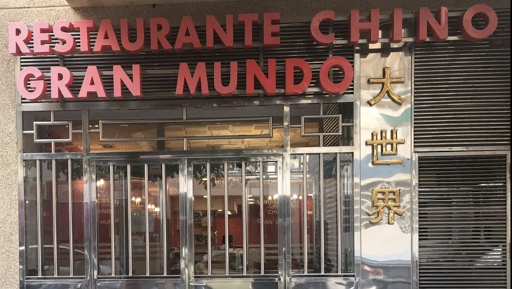 RESTAURANTE CHINO
GRAN MUNDO
大世界